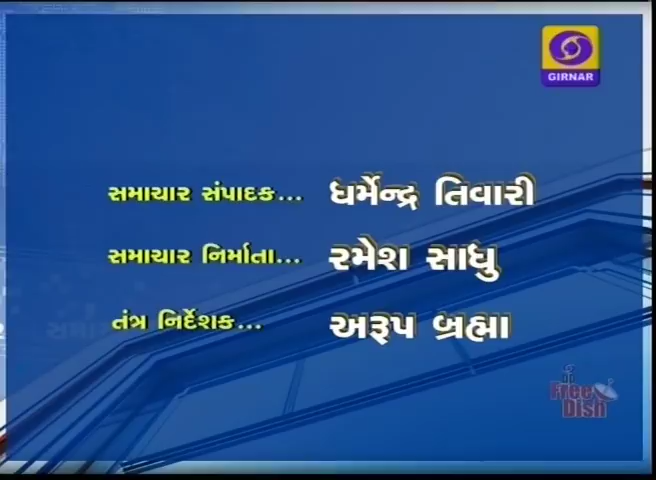 GIRNAR
સમાચાર સંપાદક... ધર્મેન્દ્ર તિવારી
સમાચાર નિર્માતા... રમેશ સાધુ
તંત્ર નિર્દેશક... અરૂપ બ્રહ્મા
Free
Dish